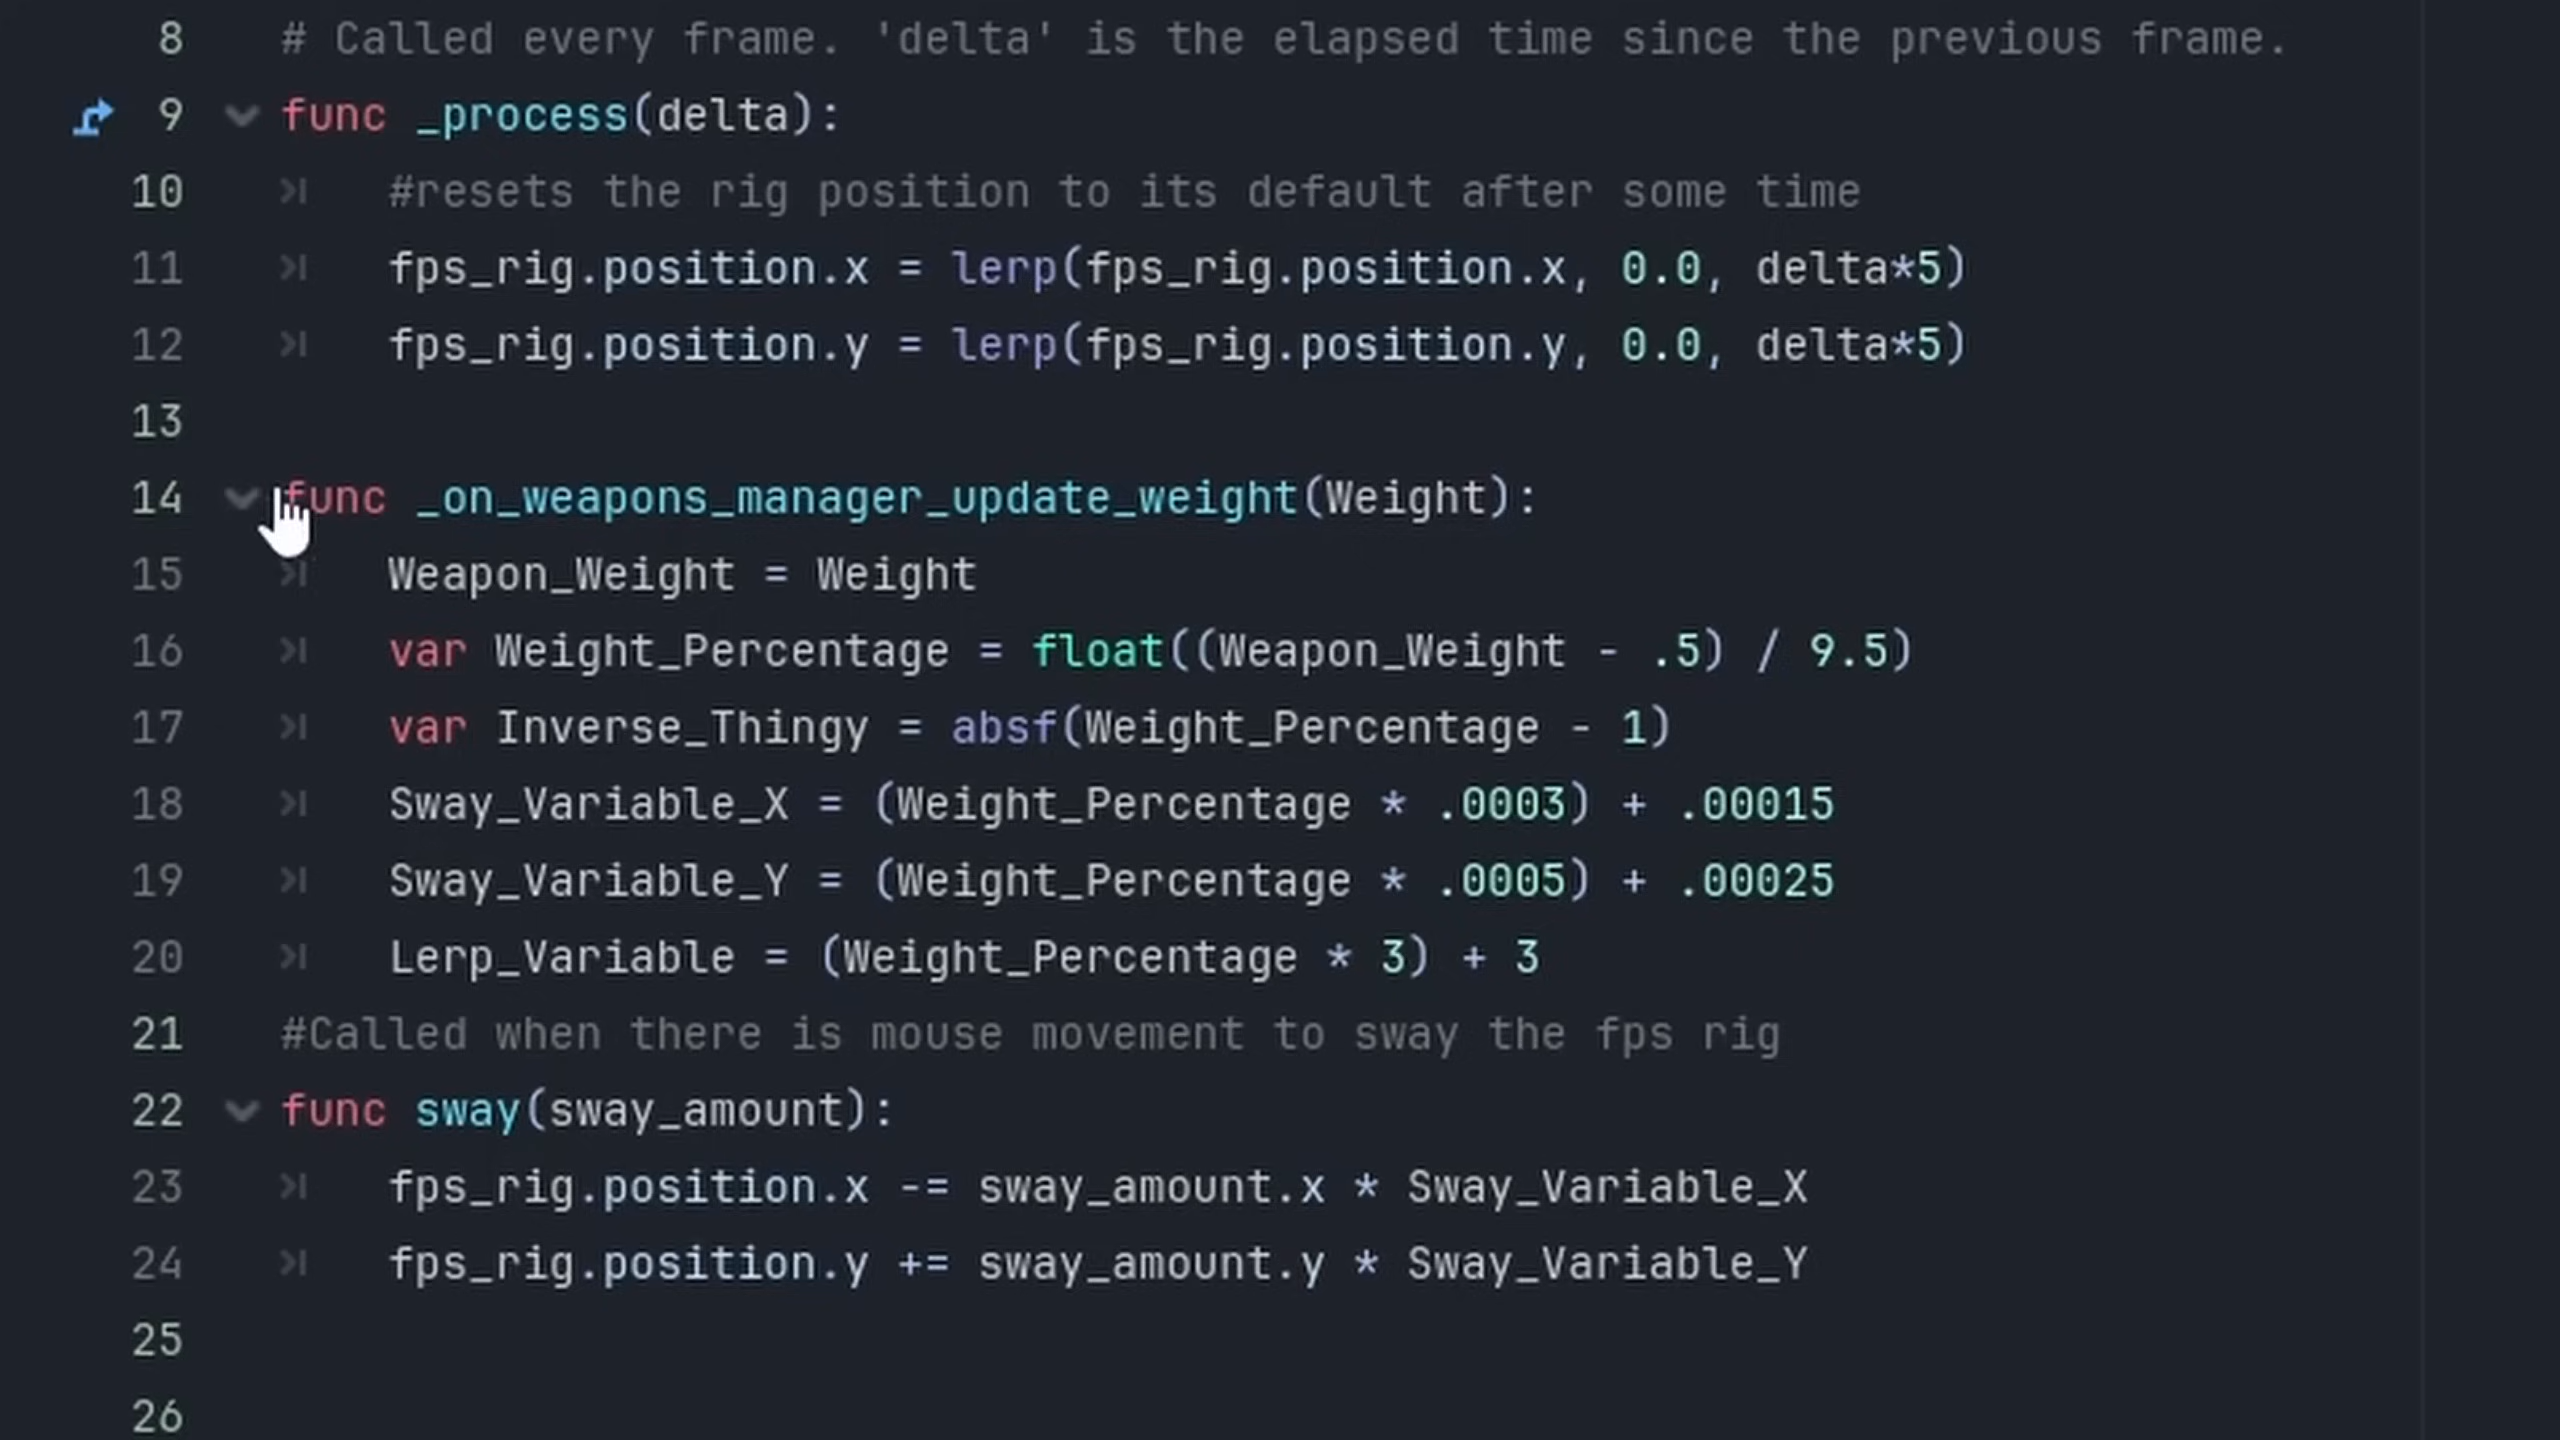 8 # Called every frame. 'delta' is the elapsed time since the previous frame.
9 func _process(delta):
10 #resets the rig position to its default after some time
11 fps_rig.position.x = lerp(fps_rig.position.x, 0.0, delta*5)
12 fps_rig.position.y = lerp(fps_rig.position.y, 0.0, delta*5)
13
14 func _on_weapons_manager_update_weight(Weight):
15 Weapon_Weight = Weight
16 var Weight_Percentage = float((Weapon_Weight - .5) / 9.5)
17 var Inverse_Thingy = absf(Weight_Percentage - 1)
18 Sway_Variable_X = (Weight_Percentage * .0003) + .00015
19 Sway_Variable_Y = (Weight_Percentage * .0005) + .00025
20 Lerp_Variable = (Weight_Percentage * 3) + 3
21 #Called when there is mouse movement to sway the fps rig
22 func sway(sway_amount):
23 fps_rig.position.x -= sway_amount.x * Sway_Variable_X
24 fps_rig.position.y += sway_amount.y * Sway_Variable_Y
25
26